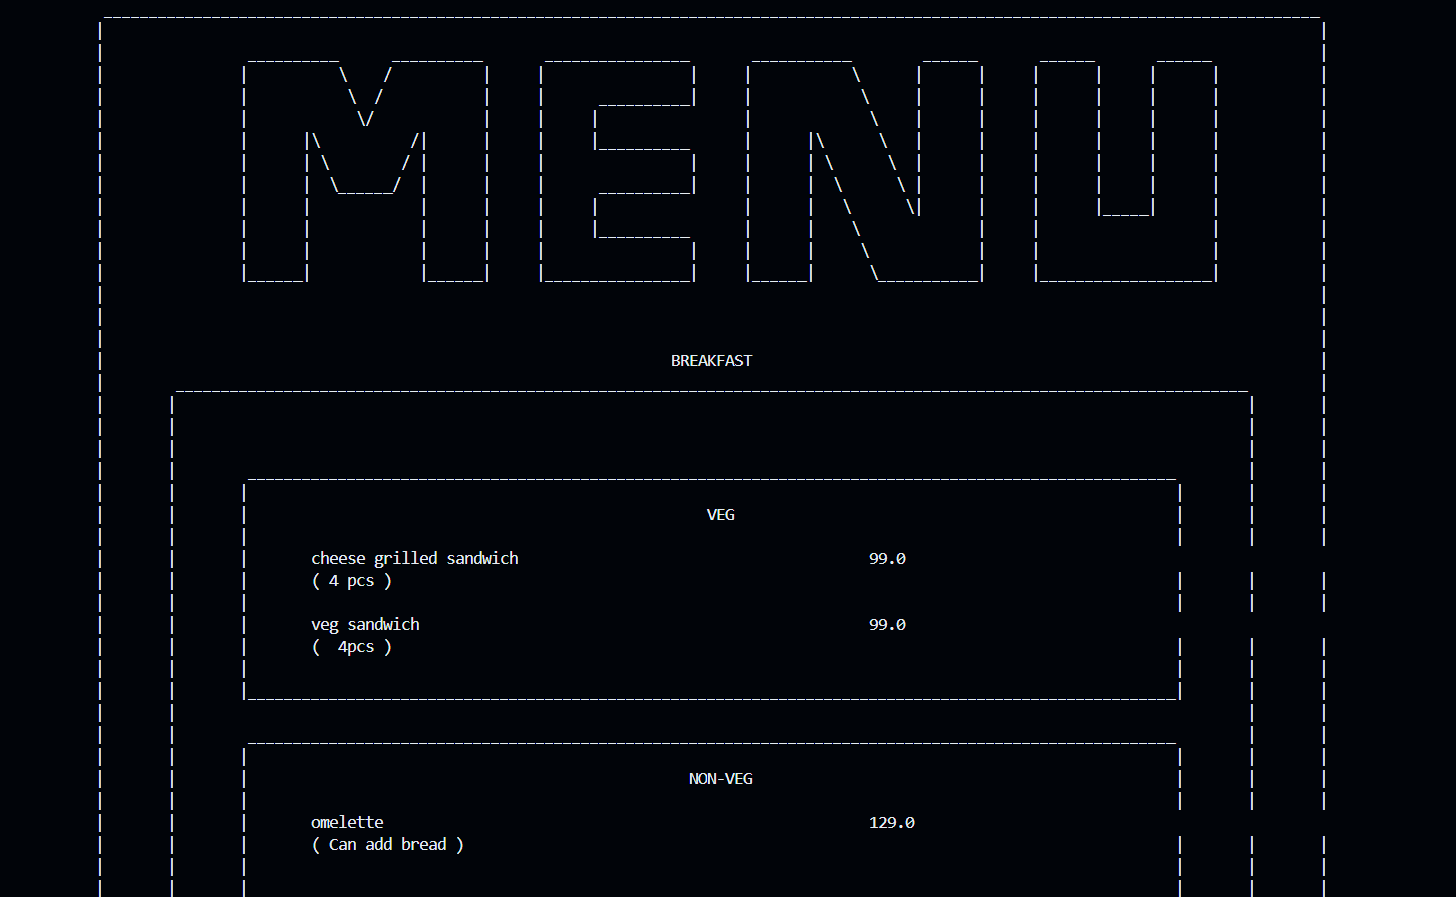 MENU
BREAKFAST
VEG
cheese grilled sandwich 99.0
( 4 pcs )
veg sandwich 99.0
(  4pcs )
NON-VEG
omelette 129.0
( Can add bread )